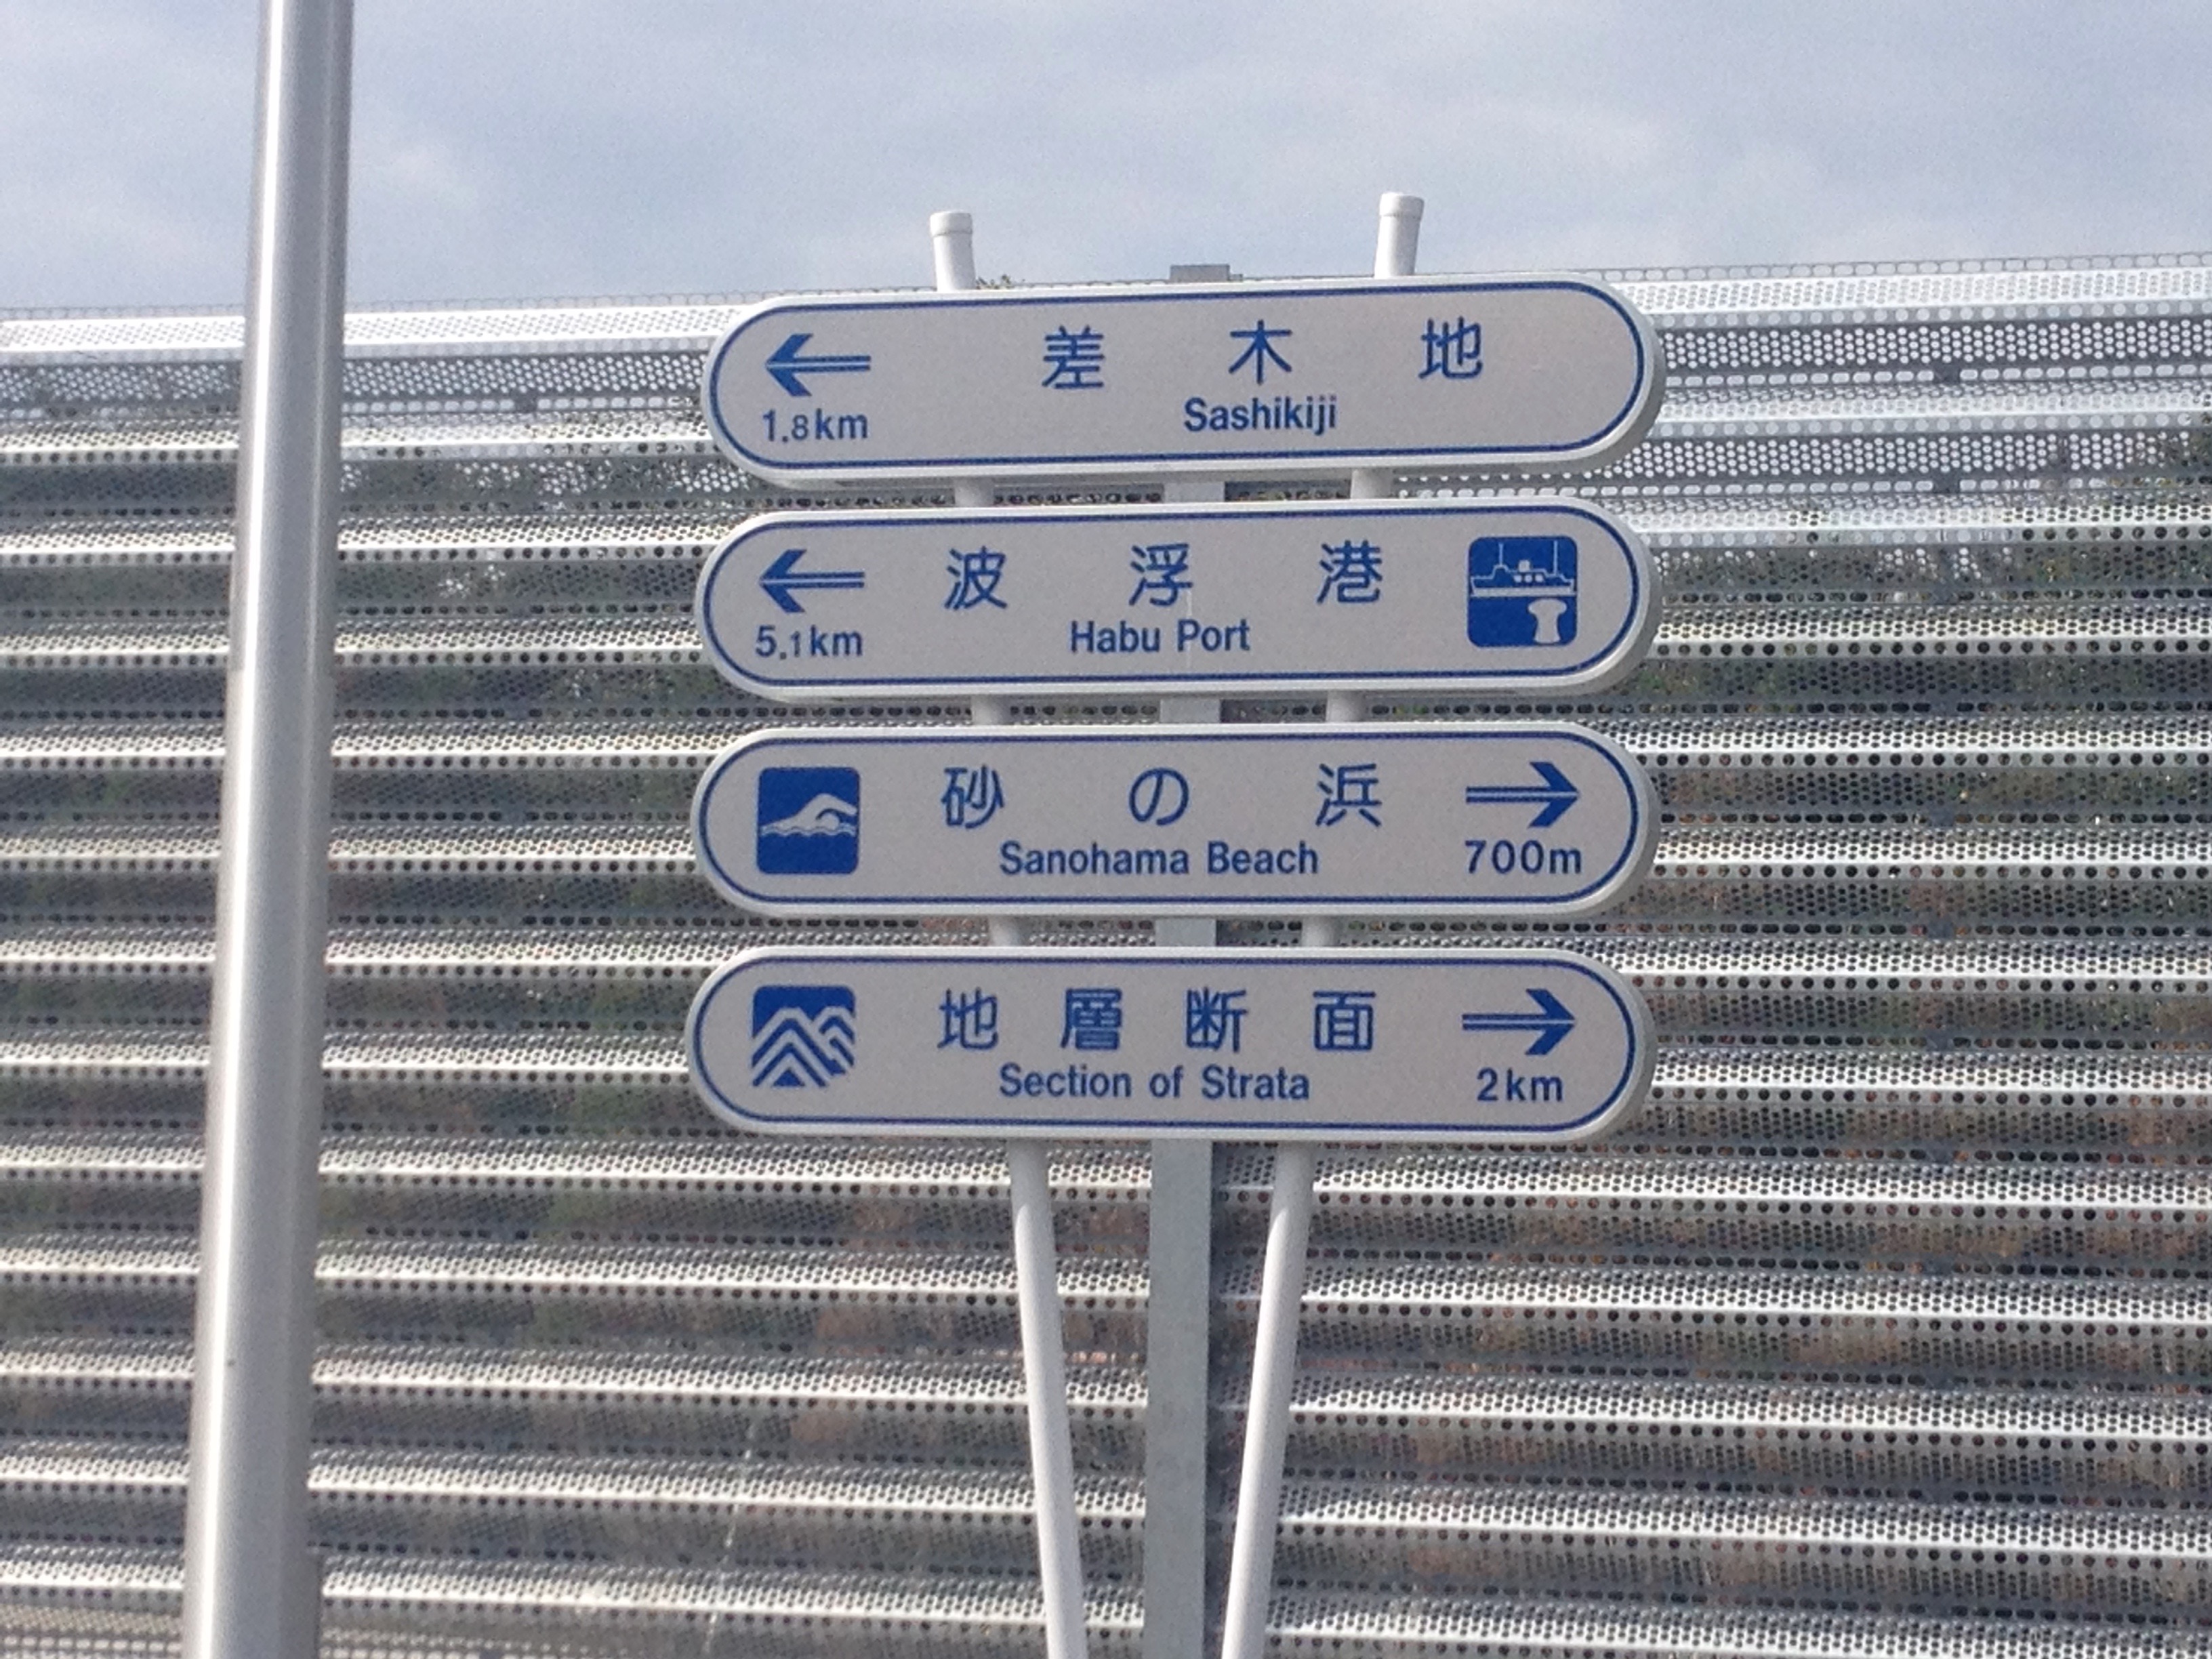 差木地
Sashikiji
1.8km
波浮港
Habu Port
5.1km
砂の浜
Sanohama Beach
700m
地層断面
Section of Strata
2km